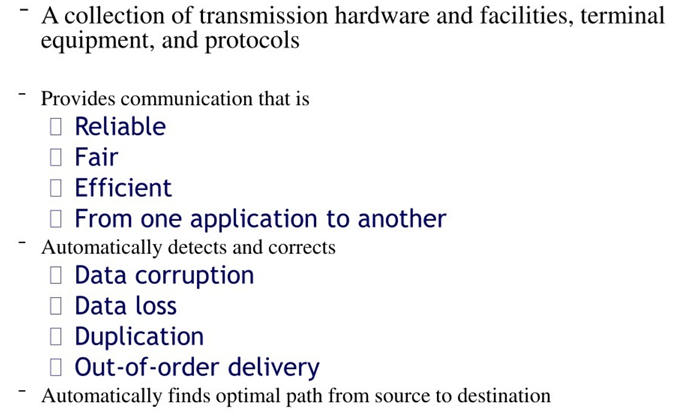 - A collection of transmission hardware and facilities, terminal
equipment, and protocols
- Provides communication that is
▯ Reliable
▯ Fair
▯ Efficient
▯ From one application to another
- Automatically detects and corrects
▯ Data corruption
▯ Data loss
▯ Duplication
▯ Out-of-order delivery
- Automatically finds optimal path from source to destination